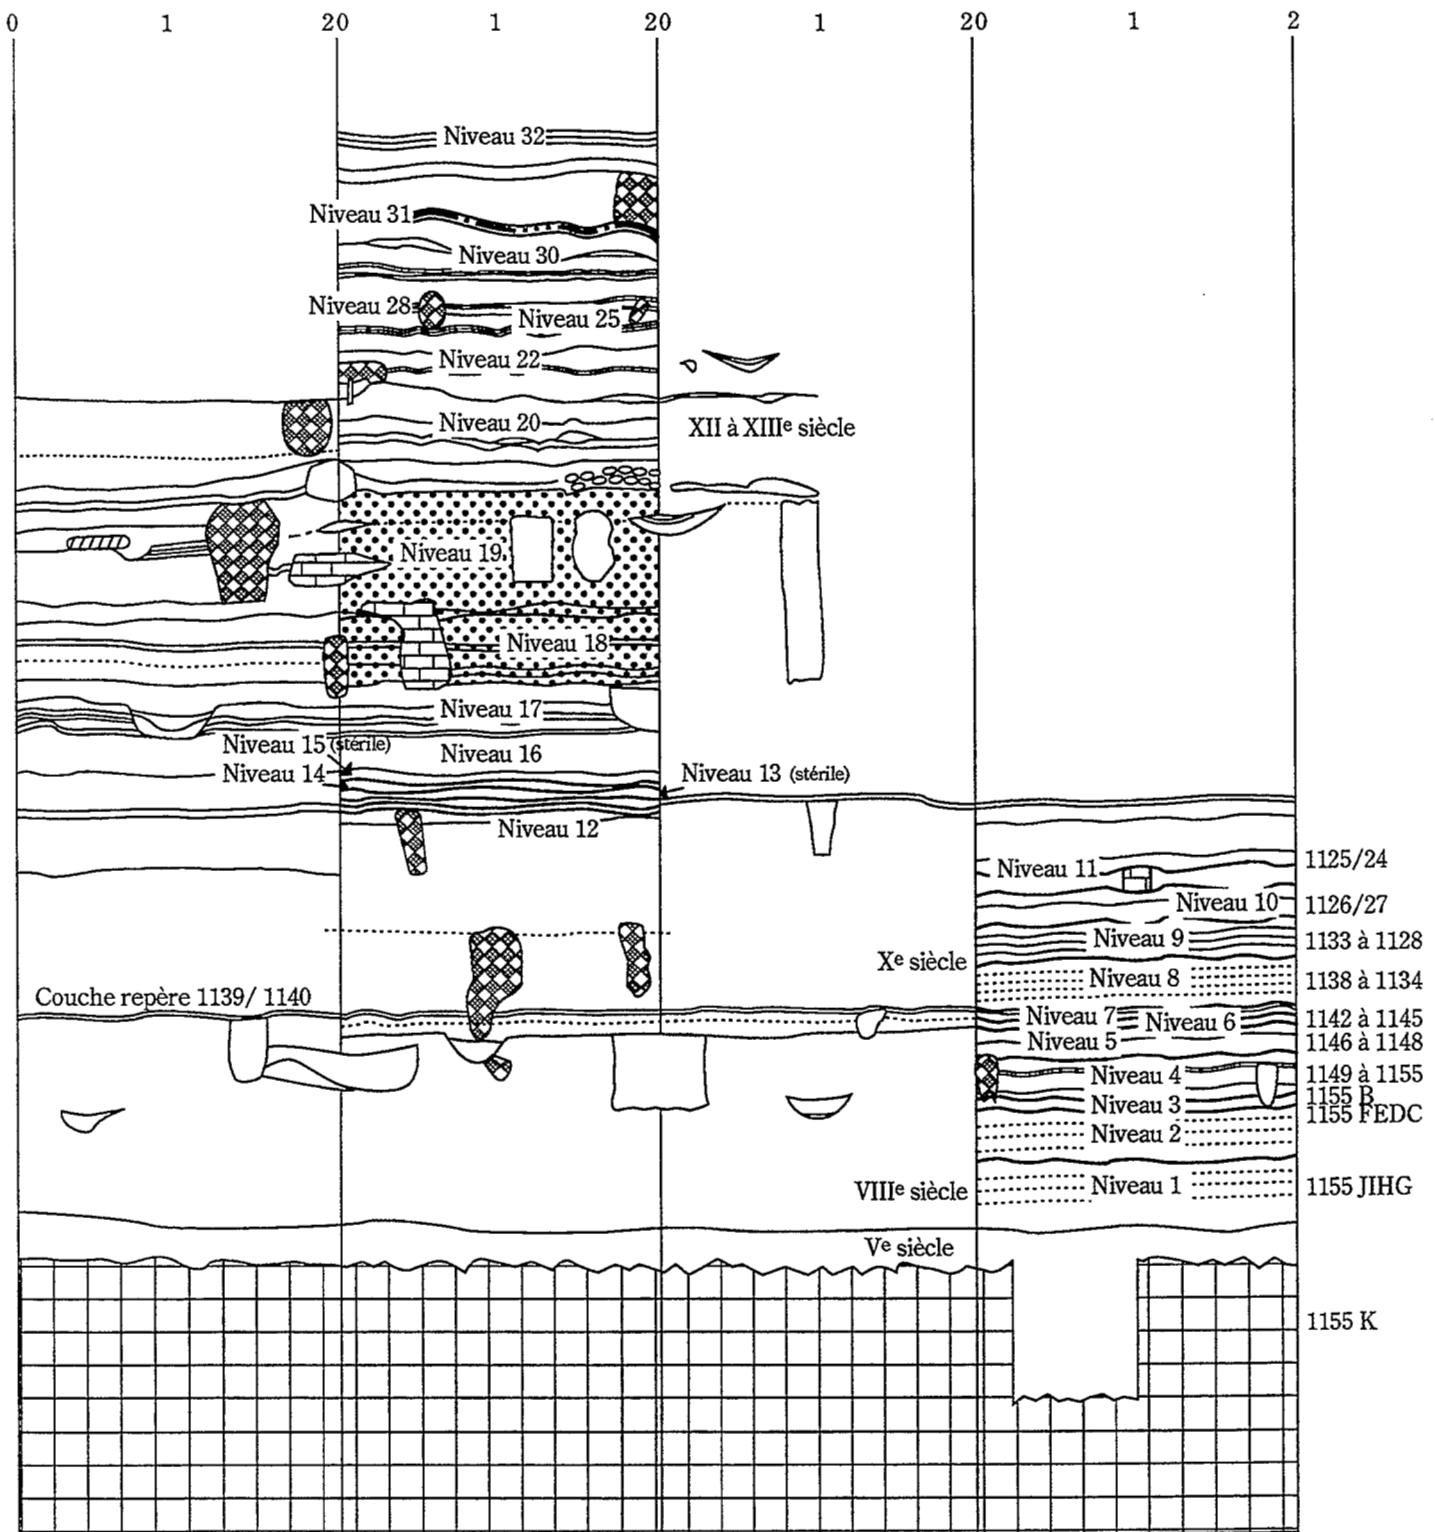 0 1 20 1 20 1 20 1 2
Niveau 32
Niveau 31
Niveau 30
Niveau 28
Niveau 25
Niveau 22
Niveau 20
XII à XIIIe siècle
Niveau 19
Niveau 18
Niveau 17
Niveau 15 (stérile)
Niveau 16
Niveau 14
Niveau 13 (stérile)
Niveau 12
Niveau 11
1125/24
Niveau 10
1126/27
Niveau 9
1133 à 1128
Xe siècle
Niveau 8
1138 à 1134
Couche repère 1139/ 1140
Niveau 7
Niveau 6
1142 à 1145
Niveau 5
1146 à 1148
Niveau 4
1149 à 1155
1155 B
Niveau 3
1155 FEDC
Niveau 2
VIIIe siècle
Niveau 1
1155 JIHG
Ve siècle
1155 K